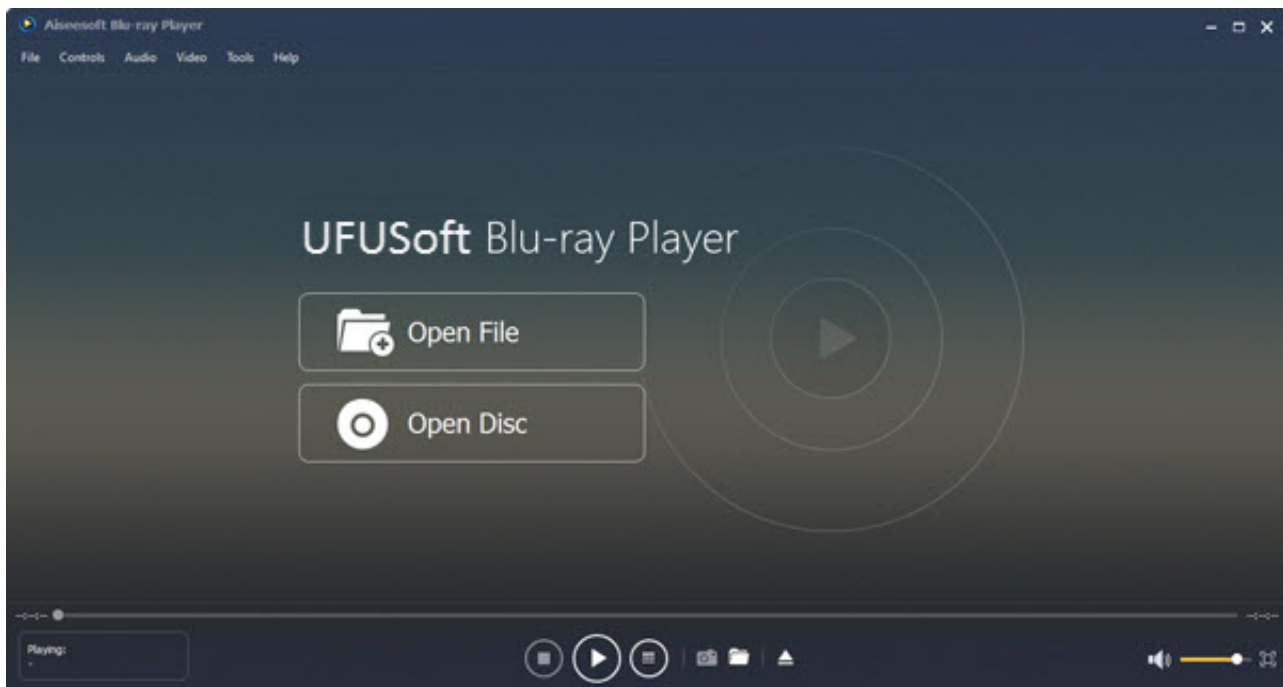 Aiseesoft Blu-ray Player
File Controls Audio Video Tools Help
UFUSoft Blu-ray Player
Open File
Open Disc
--:--:-- --:--:--
Playing:
-